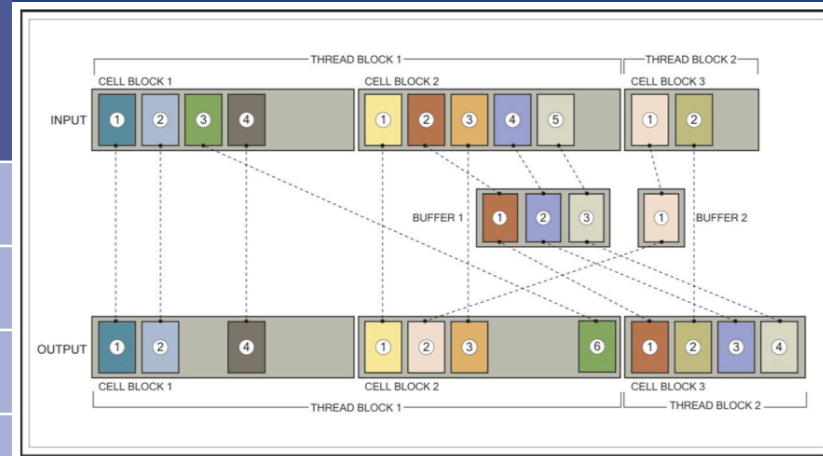 THREAD BLOCK 1 THREAD BLOCK 2
CELL BLOCK 1 CELL BLOCK 2 CELL BLOCK 3
INPUT 1 2 3 4 1 2 3 4 5 1 2
BUFFER 1 1 2 3 1 BUFFER 2
OUTPUT 1 2 4 1 2 3 6 1 2 3 4
CELL BLOCK 1 CELL BLOCK 2 CELL BLOCK 3
THREAD BLOCK 1 THREAD BLOCK 2